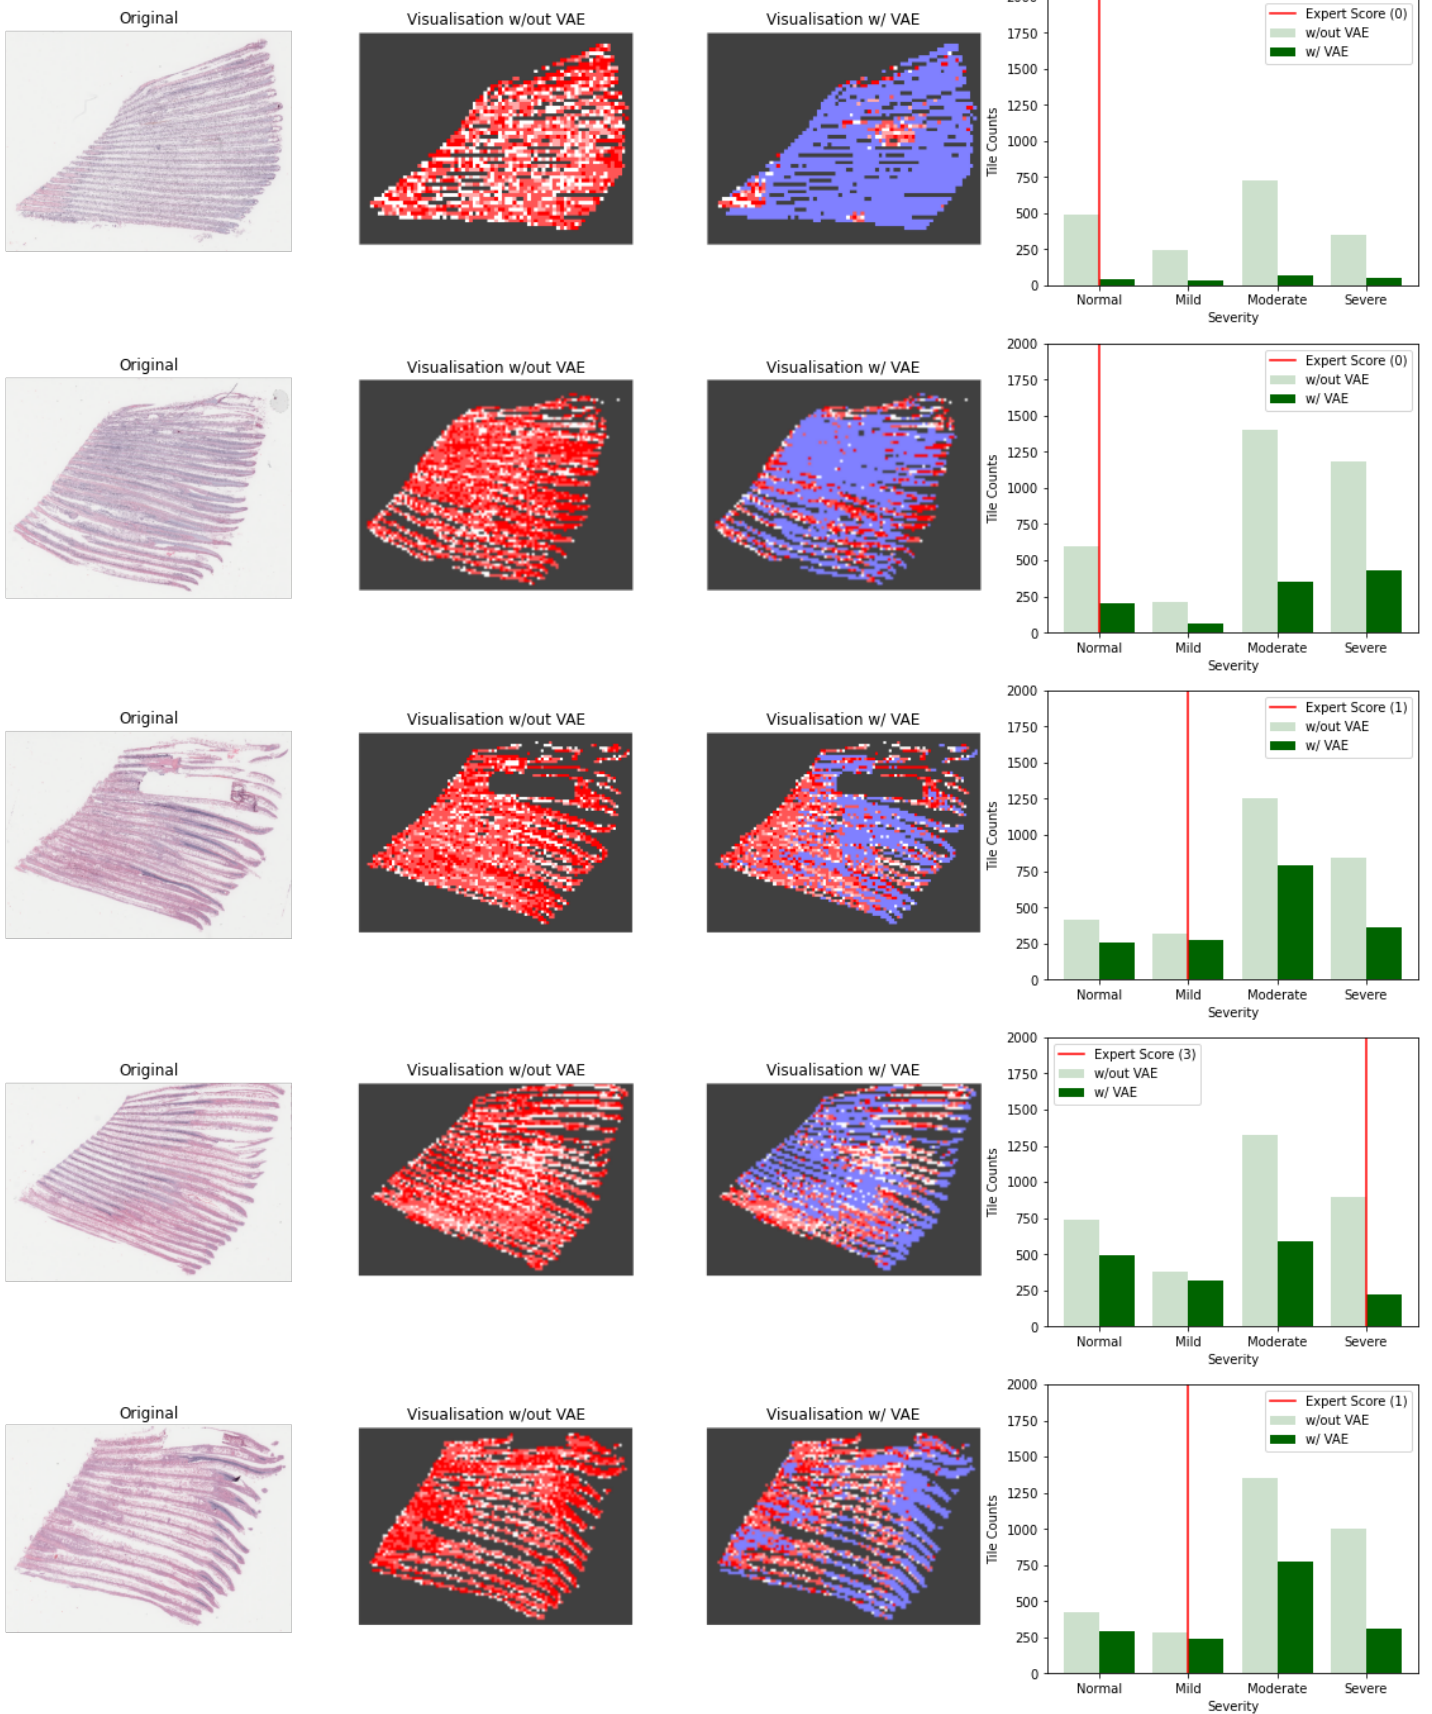 Original
Visualisation w/out VAE
Visualisation w/ VAE
2000
1750
1500
1250
1000
750
500
250
0
Tile Counts
Expert Score (0)
w/out VAE
w/ VAE
Normal Mild Moderate Severe
Severity
Original
Visualisation w/out VAE
Visualisation w/ VAE
2000
1750
1500
1250
1000
750
500
250
0
Tile Counts
Expert Score (0)
w/out VAE
w/ VAE
Normal Mild Moderate Severe
Severity
Original
Visualisation w/out VAE
Visualisation w/ VAE
2000
1750
1500
1250
1000
750
500
250
0
Tile Counts
Expert Score (1)
w/out VAE
w/ VAE
Normal Mild Moderate Severe
Severity
Original
Visualisation w/out VAE
Visualisation w/ VAE
2000
1750
1500
1250
1000
750
500
250
0
Tile Counts
Expert Score (3)
w/out VAE
w/ VAE
Normal Mild Moderate Severe
Severity
Original
Visualisation w/out VAE
Visualisation w/ VAE
2000
1750
1500
1250
1000
750
500
250
0
Tile Counts
Expert Score (1)
w/out VAE
w/ VAE
Normal Mild Moderate Severe
Severity